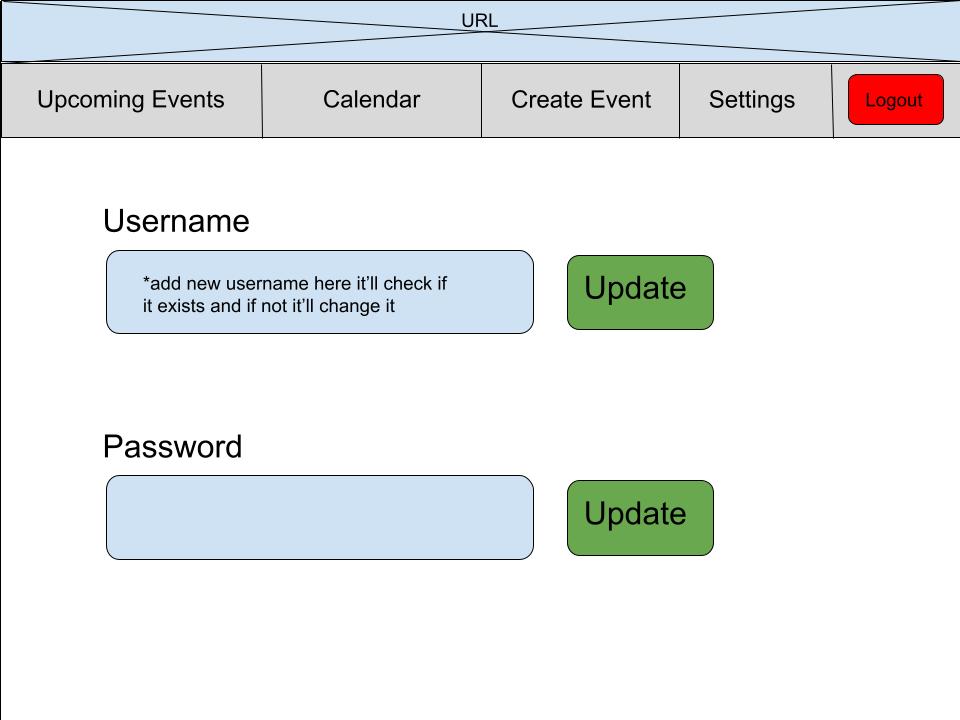 URL
Upcoming Events Calendar Create Event Settings Logout
Username
*add new username here it’ll check if
it exists and if not it’ll change it
Update
Password
Update